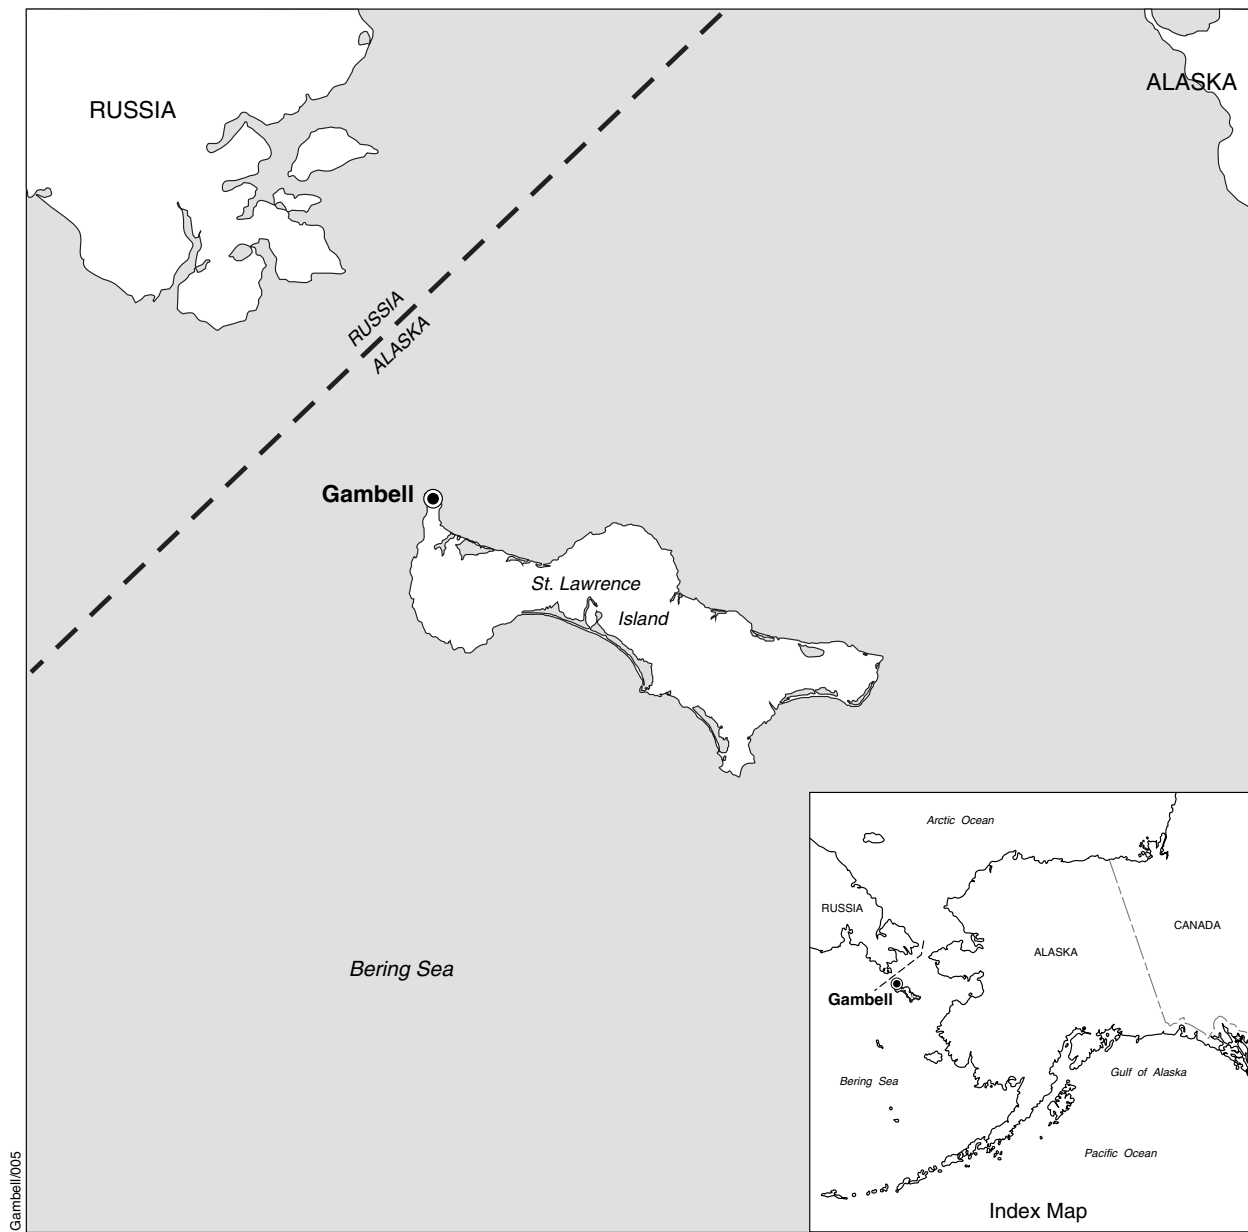 RUSSIA
ALASKA
RUSSIA
ALASKA
Gambell
St. Lawrence
Island
Bering Sea
Arctic Ocean
RUSSIA
CANADA
ALASKA
Gambell
Bering Sea
Gulf of Alaska
Pacific Ocean
Index Map
Gambell/005